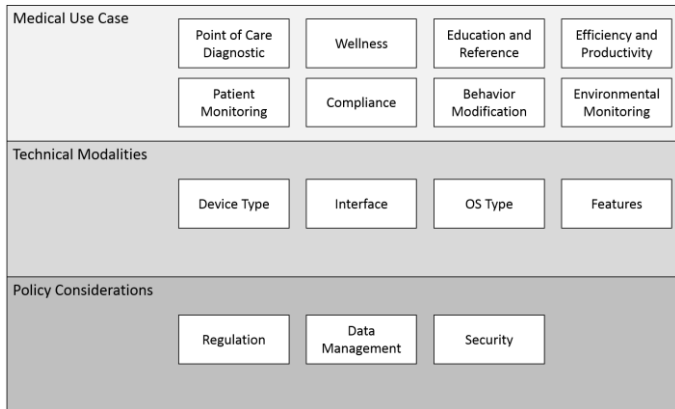 Medical Use Case
Point of Care
Diagnostic
Wellness
Education and
Reference
Efficiency and
Productivity
Patient
Monitoring
Compliance
Behavior
Modification
Environmental
Monitoring
Technical Modalities
Device Type
Interface
OS Type
Features
Policy Considerations
Regulation
Data
Management
Security